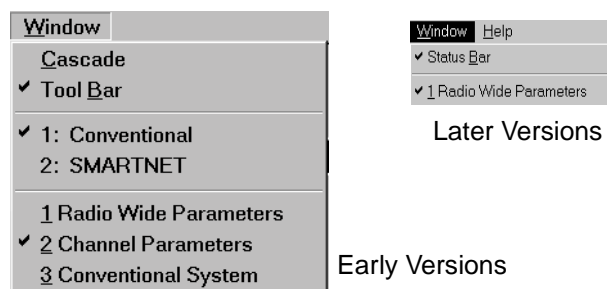 Window
Cascade
✔ Tool Bar
✔ 1: Conventional
2: SMARTNET
1 Radio Wide Parameters
✔ 2 Channel Parameters
3 Conventional System
Early Versions
Window Help
✔ Status Bar
✔ 1 Radio Wide Parameters
Later Versions